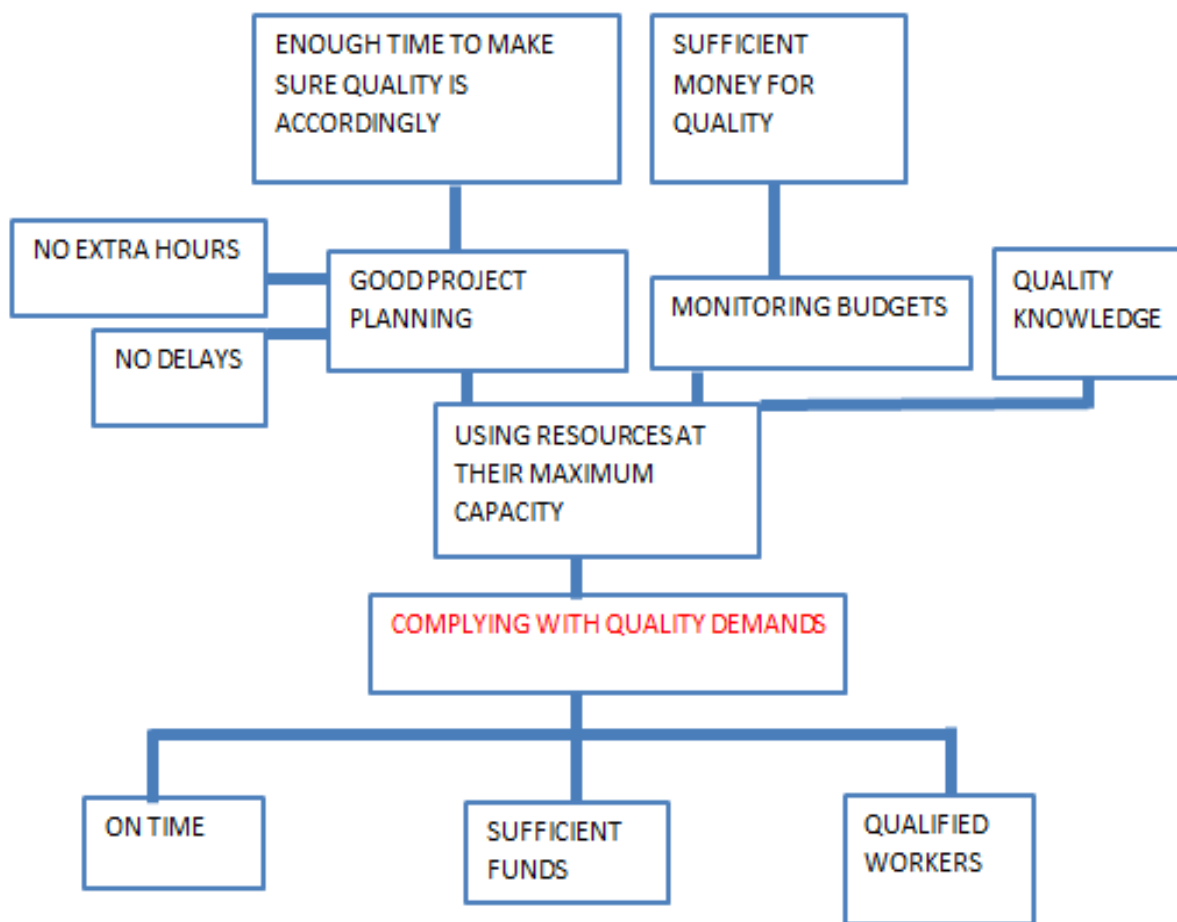 ENOUGH TIME TO MAKE
SURE QUALITY IS
ACCORDINGLY
SUFFICIENT
MONEY FOR
QUALITY
NO EXTRA HOURS
GOOD PROJECT
PLANNING
MONITORING BUDGETS
QUALITY
KNOWLEDGE
NO DELAYS
USING RESOURCES AT
THEIR MAXIMUM
CAPACITY
COMPLYING WITH QUALITY DEMANDS
ON TIME
SUFFICIENT
FUNDS
QUALIFIED
WORKERS